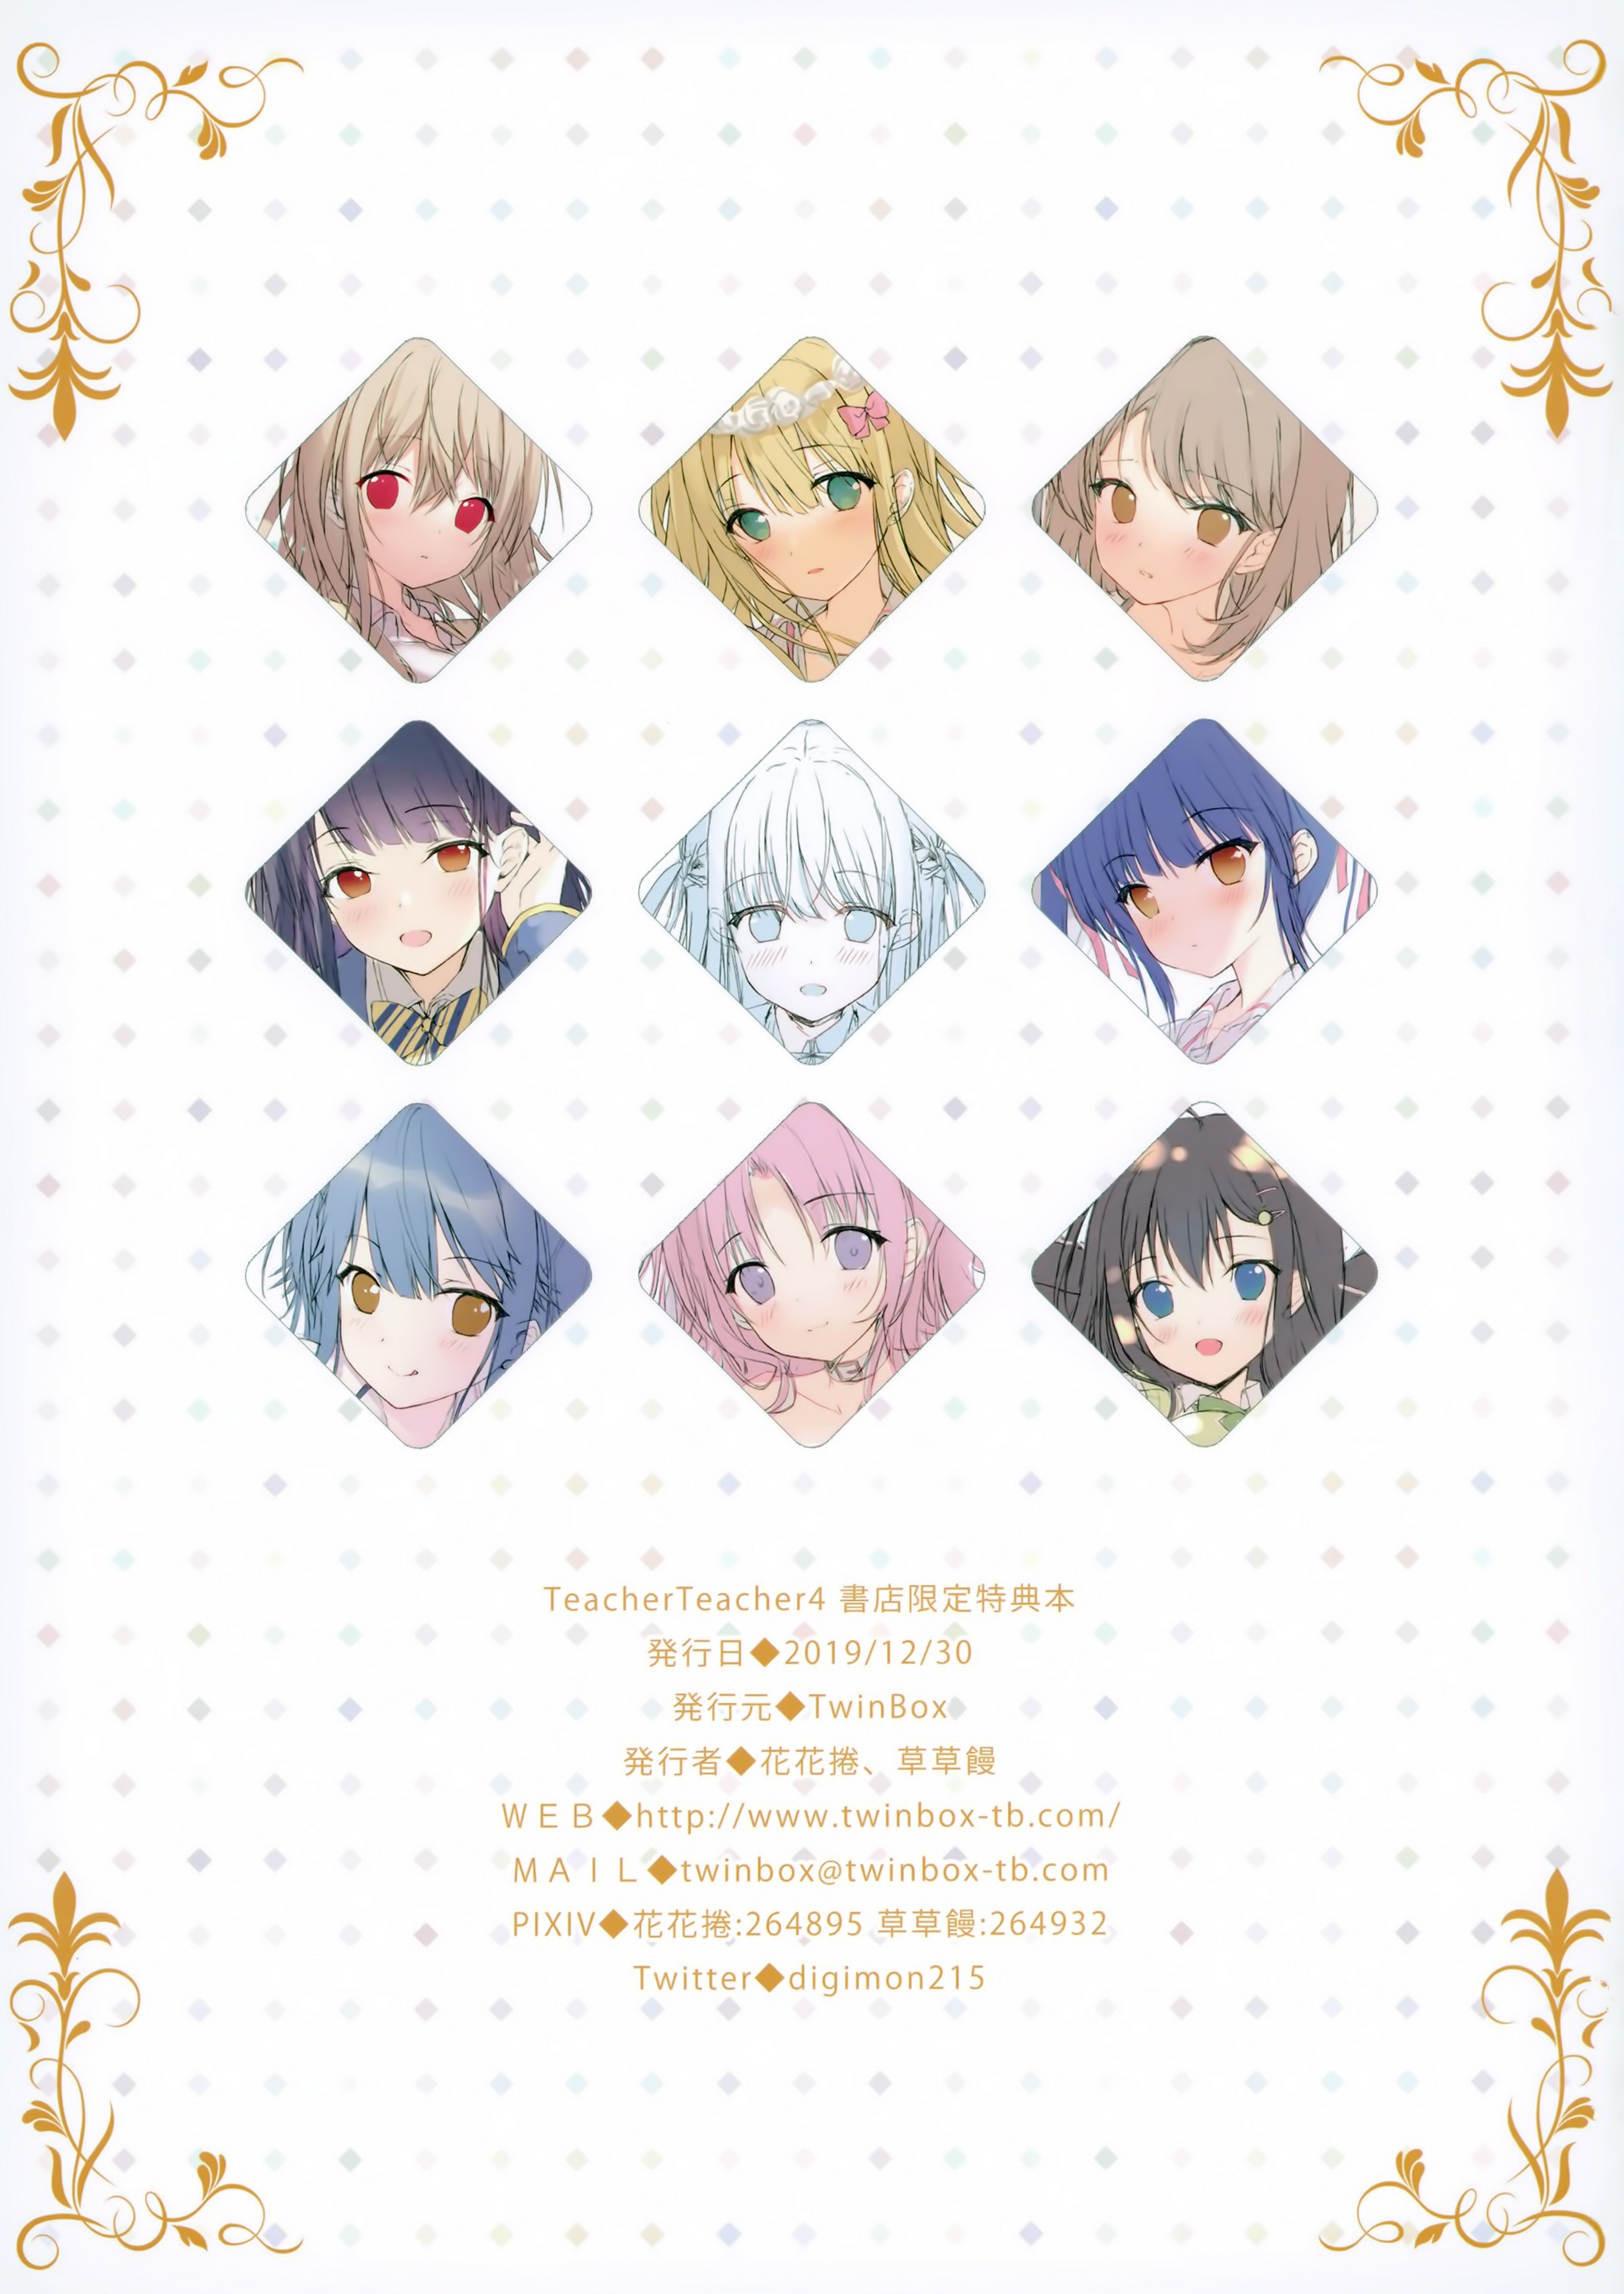 TeacherTeacher4 書店限定特典本
発行日◆2019/12/30
発行元◆TwinBox
発行者◆花花捲、草草饅
ＷＥＢ◆http://www.twinbox-tb.com/
ＭＡＩＬ◆twinbox@twinbox-tb.com
PIXIV◆花花捲:264895 草草饅:264932
Twitter◆digimon215